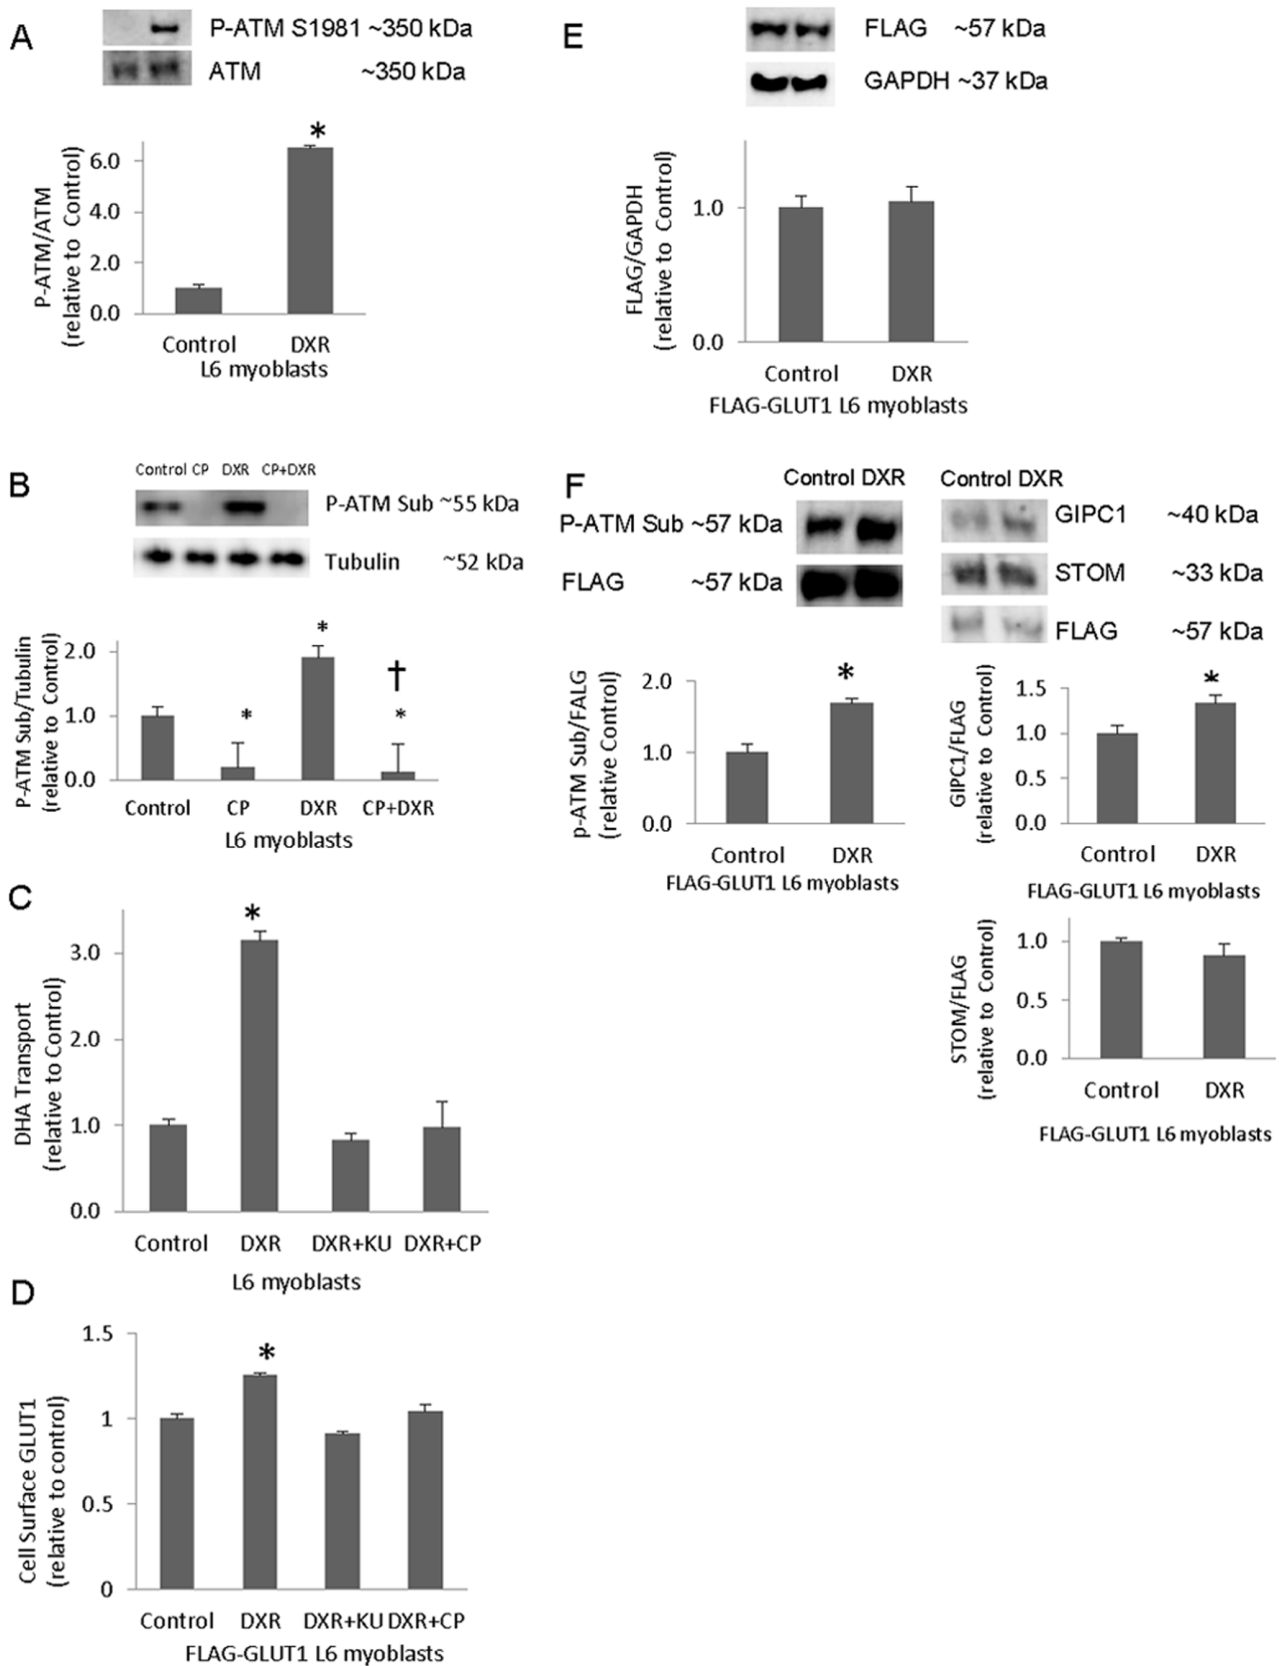 A
P-ATM S1981 ~350 kDa
ATM ~350 kDa
*
P-ATM/ATM
(relative to Control)
6.0
4.0
2.0
0.0
Control DXR
L6 myoblasts
B
Control CP DXR CP+DXR
P-ATM Sub ~55 kDa
Tubulin ~52 kDa
P-ATM Sub/Tubulin
(relative to Control)
2.0
1.0
0.0
*
*
†
*
Control CP DXR CP+DXR
L6 myoblasts
C
DHA Transport
(relative to Control)
3.0
2.0
1.0
0.0
*
Control DXR DXR+KU DXR+CP
L6 myoblasts
D
Cell Surface GLUT1
(relative to control)
1.5
1
0.5
0
*
Control DXR DXR+KU DXR+CP
FLAG-GLUT1 L6 myoblasts
E
FLAG ~57 kDa
GAPDH ~37 kDa
FLAG/GAPDH
(relative to Control)
1.0
0.0
Control DXR
FLAG-GLUT1 L6 myoblasts
F
Control DXR
P-ATM Sub ~57 kDa
FLAG ~57 kDa
p-ATM Sub/FALG
(relative Control)
2.0
1.0
0.0
*
Control DXR
FLAG-GLUT1 L6 myoblasts
Control DXR
GIPC1 ~40 kDa
STOM ~33 kDa
FLAG ~57 kDa
GIPC1/FLAG
(relative to Control)
1.5
1.0
0.5
0.0
*
Control DXR
FLAG-GLUT1 L6 myoblasts
STOM/FLAG
(relative to Control)
1.0
0.5
0.0
Control DXR
FLAG-GLUT1 L6 myoblasts